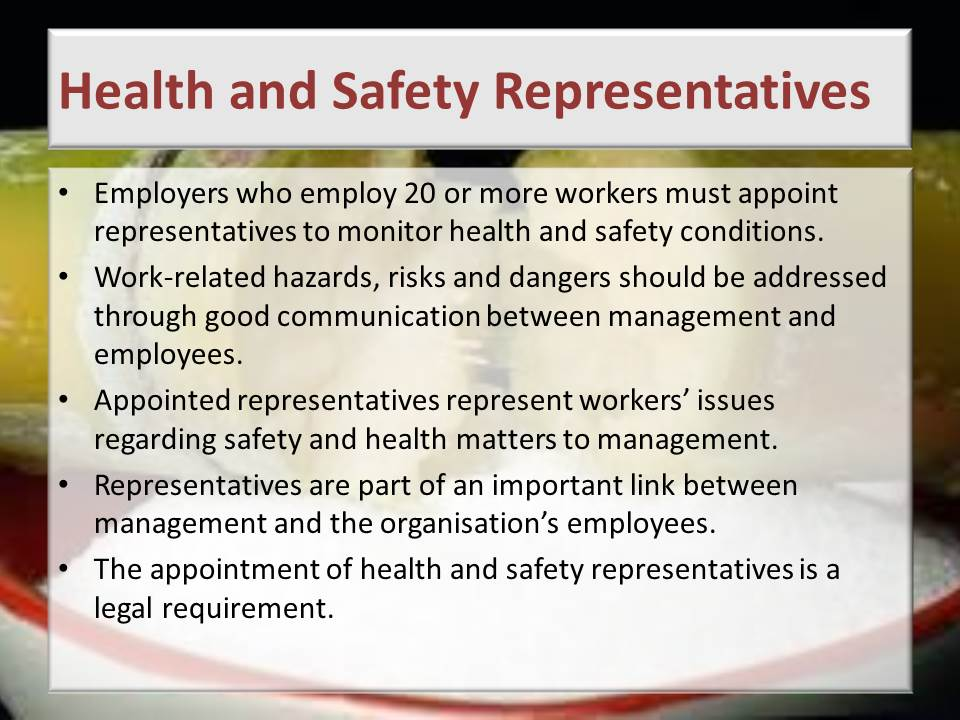 Health and Safety Representatives
• Employers who employ 20 or more workers must appoint
representatives to monitor health and safety conditions.
• Work-related hazards, risks and dangers should be addressed
through good communication between management and
employees.
• Appointed representatives represent workers’ issues
regarding safety and health matters to management.
• Representatives are part of an important link between
management and the organisation’s employees.
• The appointment of health and safety representatives is a
legal requirement.